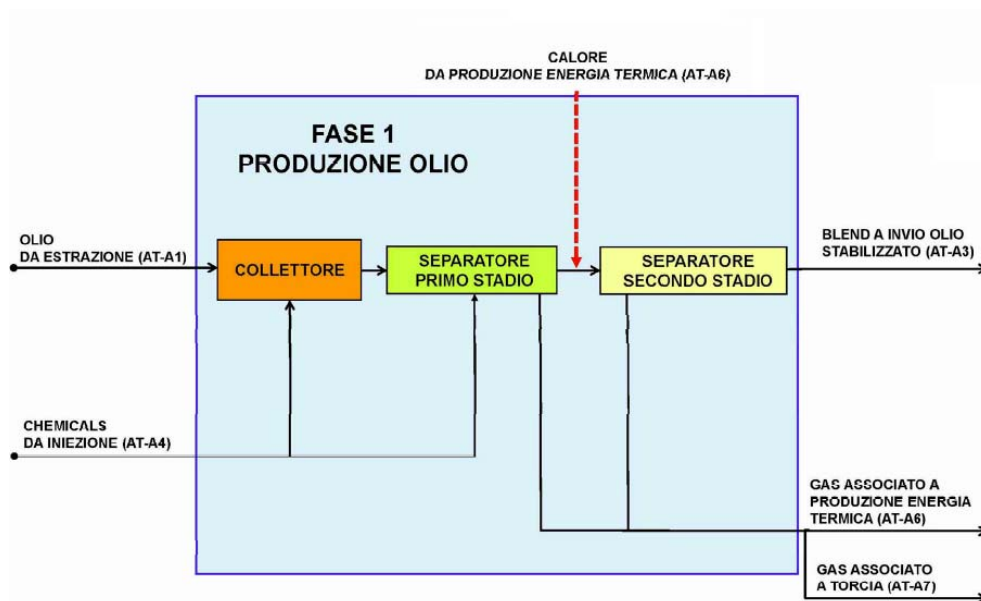 CALORE
DA PRODUZIONE ENERGIA TERMICA (AT-A6)
FASE 1
PRODUZIONE OLIO
OLIO
DA ESTRAZIONE (AT-A1)
COLLETTORE
SEPARATORE
PRIMO STADIO
SEPARATORE
SECONDO STADIO
BLEND A INVIO OLIO
STABILIZZATO (AT-A3)
CHEMICALS
DA INIEZIONE (AT-A4)
GAS ASSOCIATO A
PRODUZIONE ENERGIA
TERMICA (AT-A6)
GAS ASSOCIATO
A TORCIA (AT-A7)